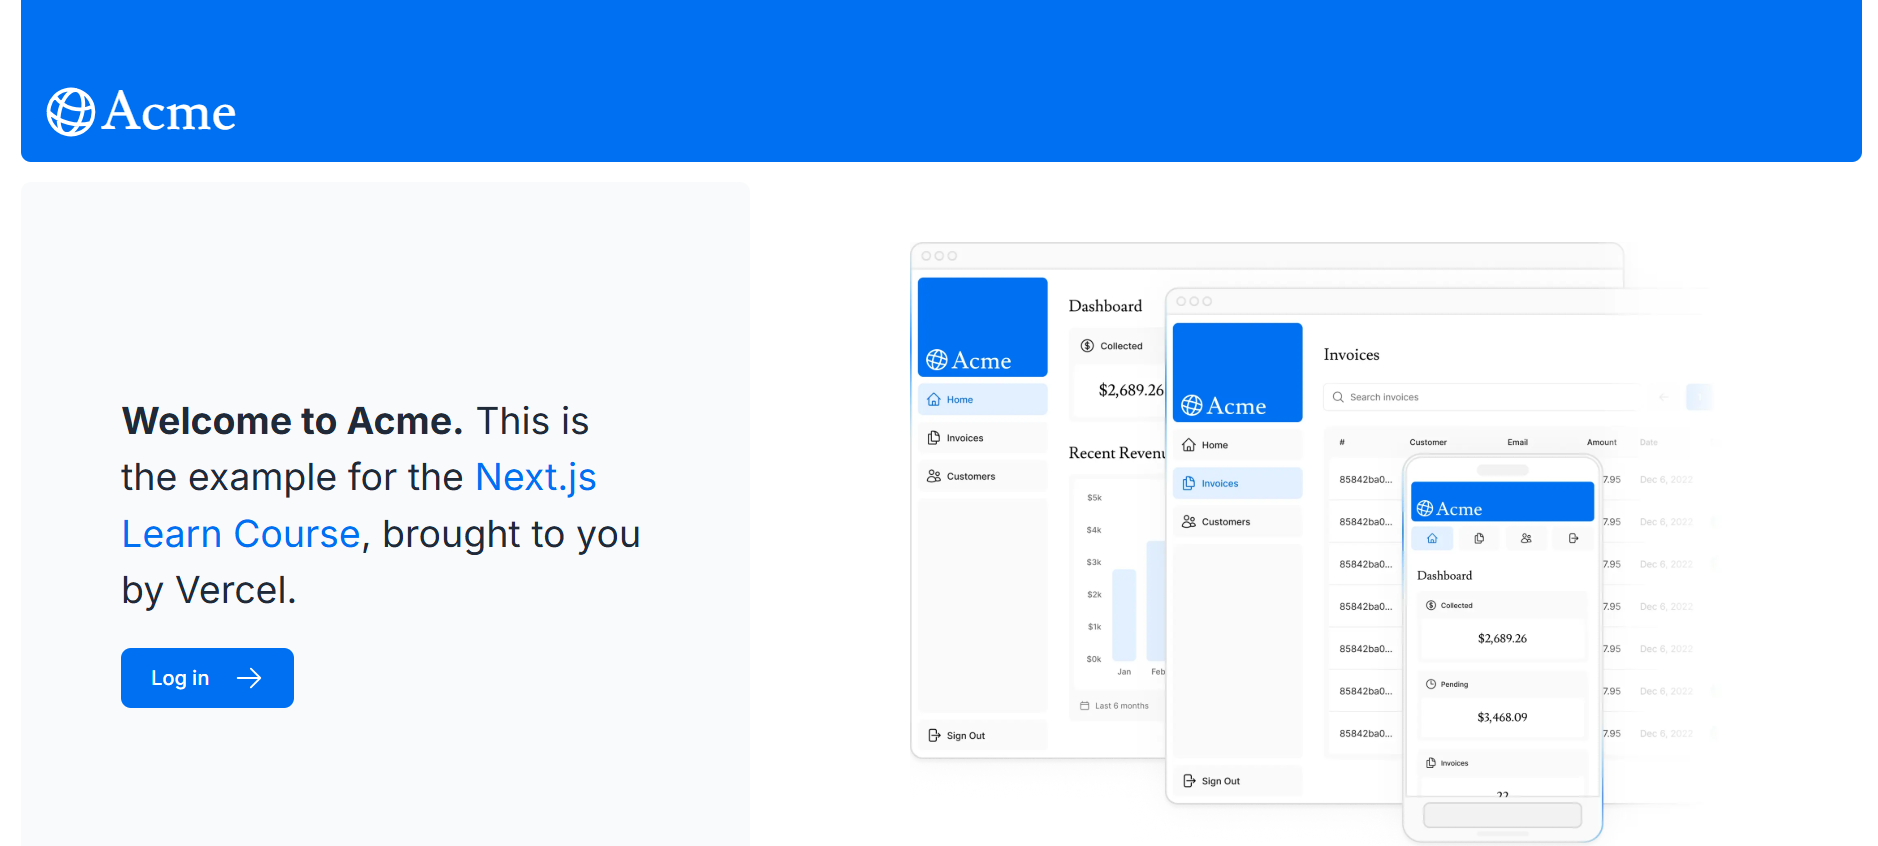 Acme
Welcome to Acme. This is
the example for the Next.js
Learn Course, brought to you
by Vercel.
Log in
Acme
Home
Invoices
Customers
Sign Out
Dashboard
Collected
$2,689.26
Recent Revenu
$5k
$4k
$3k
$2k
$1k
$0k
Jan Feb
Last 6 months
Acme
Home
Invoices
Customers
Sign Out
Invoices
Search invoices
# Customer Email Amount Date
85842ba0... 7.95 Dec 6, 2022
85842ba0... 7.95 Dec 6, 2022
85842ba0... 7.95 Dec 6, 2022
85842ba0... 7.95 Dec 6, 2022
85842ba0... 7.95 Dec 6, 2022
85842ba0... 7.95 Dec 6, 2022
85842ba0... 7.95 Dec 6, 2022
Acme
Dashboard
Collected
$2,689.26
Pending
$3,468.09
Invoices
22